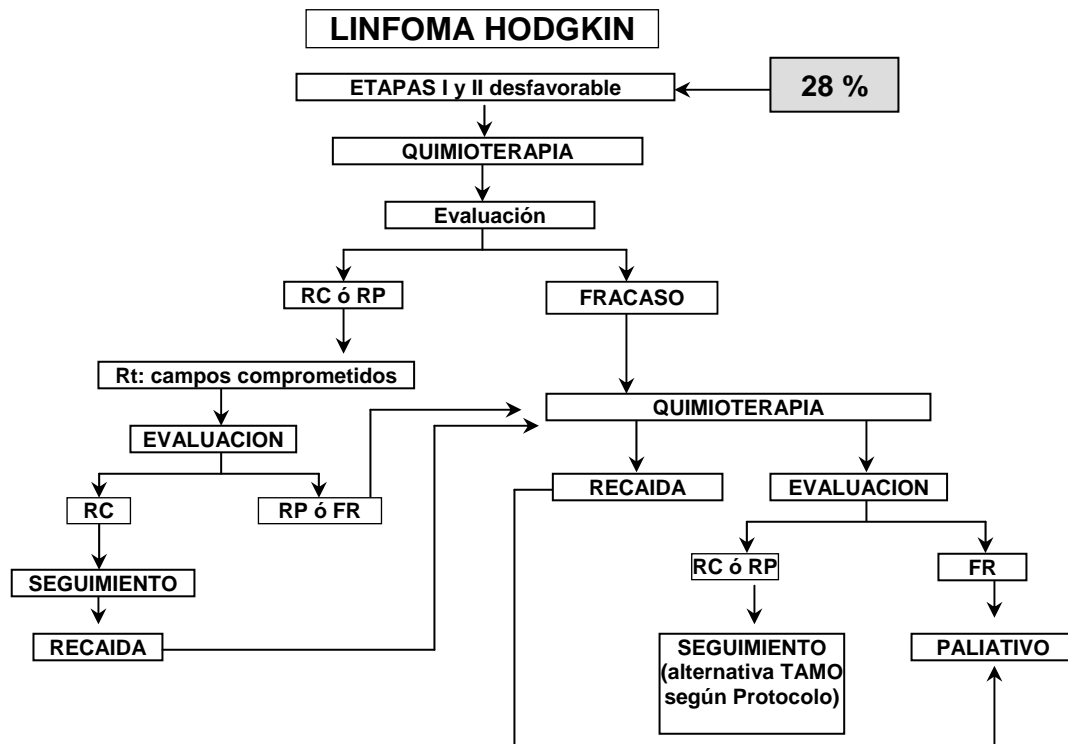 LINFOMA HODGKIN
ETAPAS I y II desfavorable
28 %
QUIMIOTERAPIA
Evaluación
RC ó RP
FRACASO
Rt: campos comprometidos
QUIMIOTERAPIA
EVALUACION
RECAIDA
EVALUACION
RC
RP ó FR
RC ó RP
FR
SEGUIMIENTO
RECAIDA
SEGUIMIENTO
(alternativa TAMO
según Protocolo)
PALIATIVO